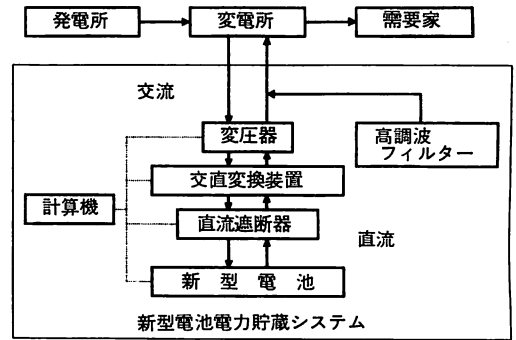 発電所
変電所
需要家
交流
変圧器
高調波
フィルター
交直変換装置
計算機
直流遮断器
直流
新型電池
新型電池電力貯蔵システム